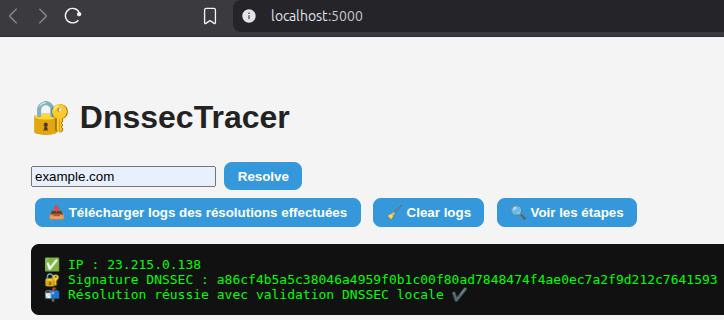 localhost:5000
🔐 DnssecTracer
example.com Resolve
📥 Télécharger logs des résolutions effectuées 🧹 Clear logs 🔍 Voir les étapes
✅ IP : 23.215.0.138
🔐 Signature DNSSEC : a86cf4b5a5c38046a4959f0b1c00f80ad7848474f4ae0ec7a2f9d212c7641593
📬 Résolution réussie avec validation DNSSEC locale ✔️